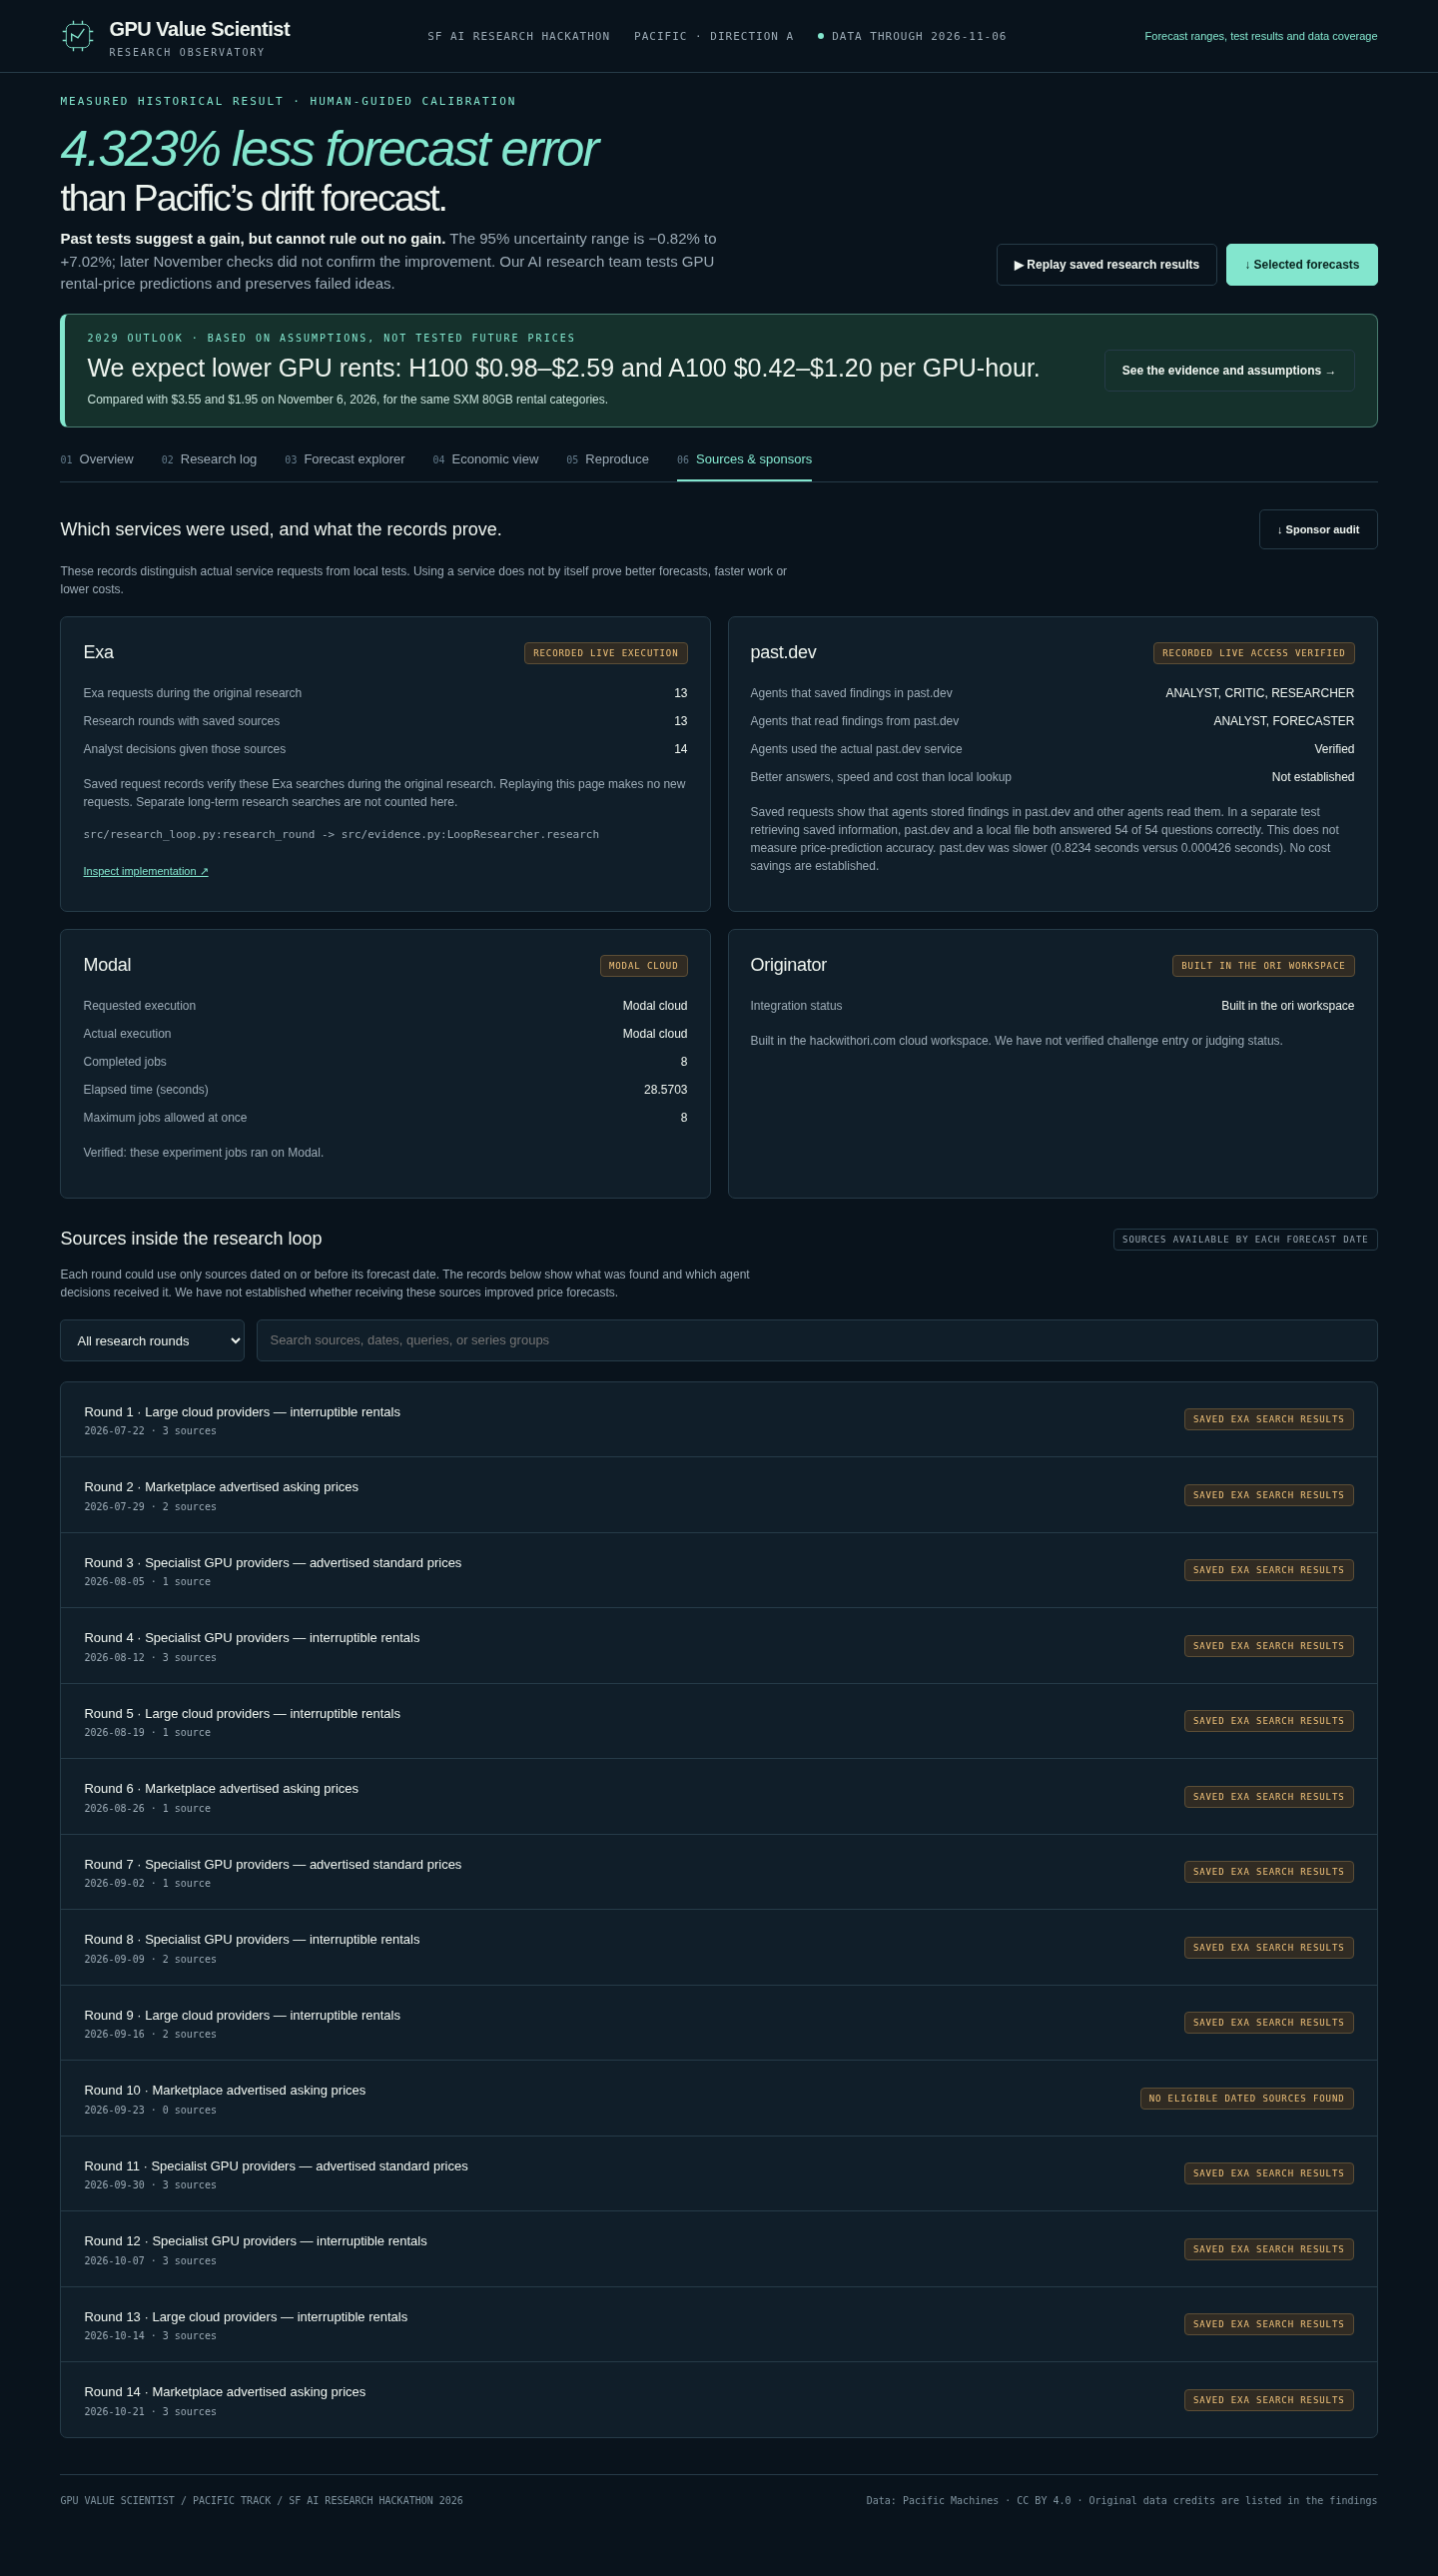 GPU Value Scientist
RESEARCH OBSERVATORY
SF AI RESEARCH HACKATHON
PACIFIC · DIRECTION A
DATA THROUGH 2026-11-06
Forecast ranges, test results and data coverage
MEASURED HISTORICAL RESULT · HUMAN-GUIDED CALIBRATION
4.323% less forecast error
than Pacific’s drift forecast.
Past tests suggest a gain, but cannot rule out no gain. The 95% uncertainty range is −0.82% to
+7.02%; later November checks did not confirm the improvement. Our AI research team tests GPU
rental-price predictions and preserves failed ideas.
▶ Replay saved research results
↓ Selected forecasts
2029 OUTLOOK · BASED ON ASSUMPTIONS, NOT TESTED FUTURE PRICES
We expect lower GPU rents: H100 $0.98–$2.59 and A100 $0.42–$1.20 per GPU-hour.
Compared with $3.55 and $1.95 on November 6, 2026, for the same SXM 80GB rental categories.
See the evidence and assumptions →
01 Overview
02 Research log
03 Forecast explorer
04 Economic view
05 Reproduce
06 Sources & sponsors
Which services were used, and what the records prove.
↓ Sponsor audit
These records distinguish actual service requests from local tests. Using a service does not by itself prove better forecasts, faster work or
lower costs.
Exa
RECORDED LIVE EXECUTION
Exa requests during the original research 13
Research rounds with saved sources 13
Analyst decisions given those sources 14
Saved request records verify these Exa searches during the original research. Replaying this page makes no new
requests. Separate long-term research searches are not counted here.
src/research_loop.py:research_round -> src/evidence.py:LoopResearcher.research
Inspect implementation ↗
past.dev
RECORDED LIVE ACCESS VERIFIED
Agents that saved findings in past.dev ANALYST, CRITIC, RESEARCHER
Agents that read findings from past.dev ANALYST, FORECASTER
Agents used the actual past.dev service Verified
Better answers, speed and cost than local lookup Not established
Saved requests show that agents stored findings in past.dev and other agents read them. In a separate test
retrieving saved information, past.dev and a local file both answered 54 of 54 questions correctly. This does not
measure price-prediction accuracy. past.dev was slower (0.8234 seconds versus 0.000426 seconds). No cost
savings are established.
Modal
MODAL CLOUD
Requested execution Modal cloud
Actual execution Modal cloud
Completed jobs 8
Elapsed time (seconds) 28.5703
Maximum jobs allowed at once 8
Verified: these experiment jobs ran on Modal.
Originator
BUILT IN THE ORI WORKSPACE
Integration status Built in the ori workspace
Built in the hackwithori.com cloud workspace. We have not verified challenge entry or judging status.
Sources inside the research loop
SOURCES AVAILABLE BY EACH FORECAST DATE
Each round could use only sources dated on or before its forecast date. The records below show what was found and which agent
decisions received it. We have not established whether receiving these sources improved price forecasts.
All research rounds
Search sources, dates, queries, or series groups
Round 1 · Large cloud providers — interruptible rentals
2026-07-22 · 3 sources
SAVED EXA SEARCH RESULTS
Round 2 · Marketplace advertised asking prices
2026-07-29 · 2 sources
SAVED EXA SEARCH RESULTS
Round 3 · Specialist GPU providers — advertised standard prices
2026-08-05 · 1 source
SAVED EXA SEARCH RESULTS
Round 4 · Specialist GPU providers — interruptible rentals
2026-08-12 · 3 sources
SAVED EXA SEARCH RESULTS
Round 5 · Large cloud providers — interruptible rentals
2026-08-19 · 1 source
SAVED EXA SEARCH RESULTS
Round 6 · Marketplace advertised asking prices
2026-08-26 · 1 source
SAVED EXA SEARCH RESULTS
Round 7 · Specialist GPU providers — advertised standard prices
2026-09-02 · 1 source
SAVED EXA SEARCH RESULTS
Round 8 · Specialist GPU providers — interruptible rentals
2026-09-09 · 2 sources
SAVED EXA SEARCH RESULTS
Round 9 · Large cloud providers — interruptible rentals
2026-09-16 · 2 sources
SAVED EXA SEARCH RESULTS
Round 10 · Marketplace advertised asking prices
2026-09-23 · 0 sources
NO ELIGIBLE DATED SOURCES FOUND
Round 11 · Specialist GPU providers — advertised standard prices
2026-09-30 · 3 sources
SAVED EXA SEARCH RESULTS
Round 12 · Specialist GPU providers — interruptible rentals
2026-10-07 · 3 sources
SAVED EXA SEARCH RESULTS
Round 13 · Large cloud providers — interruptible rentals
2026-10-14 · 3 sources
SAVED EXA SEARCH RESULTS
Round 14 · Marketplace advertised asking prices
2026-10-21 · 3 sources
SAVED EXA SEARCH RESULTS
GPU VALUE SCIENTIST / PACIFIC TRACK / SF AI RESEARCH HACKATHON 2026
Data: Pacific Machines · CC BY 4.0 · Original data credits are listed in the findings